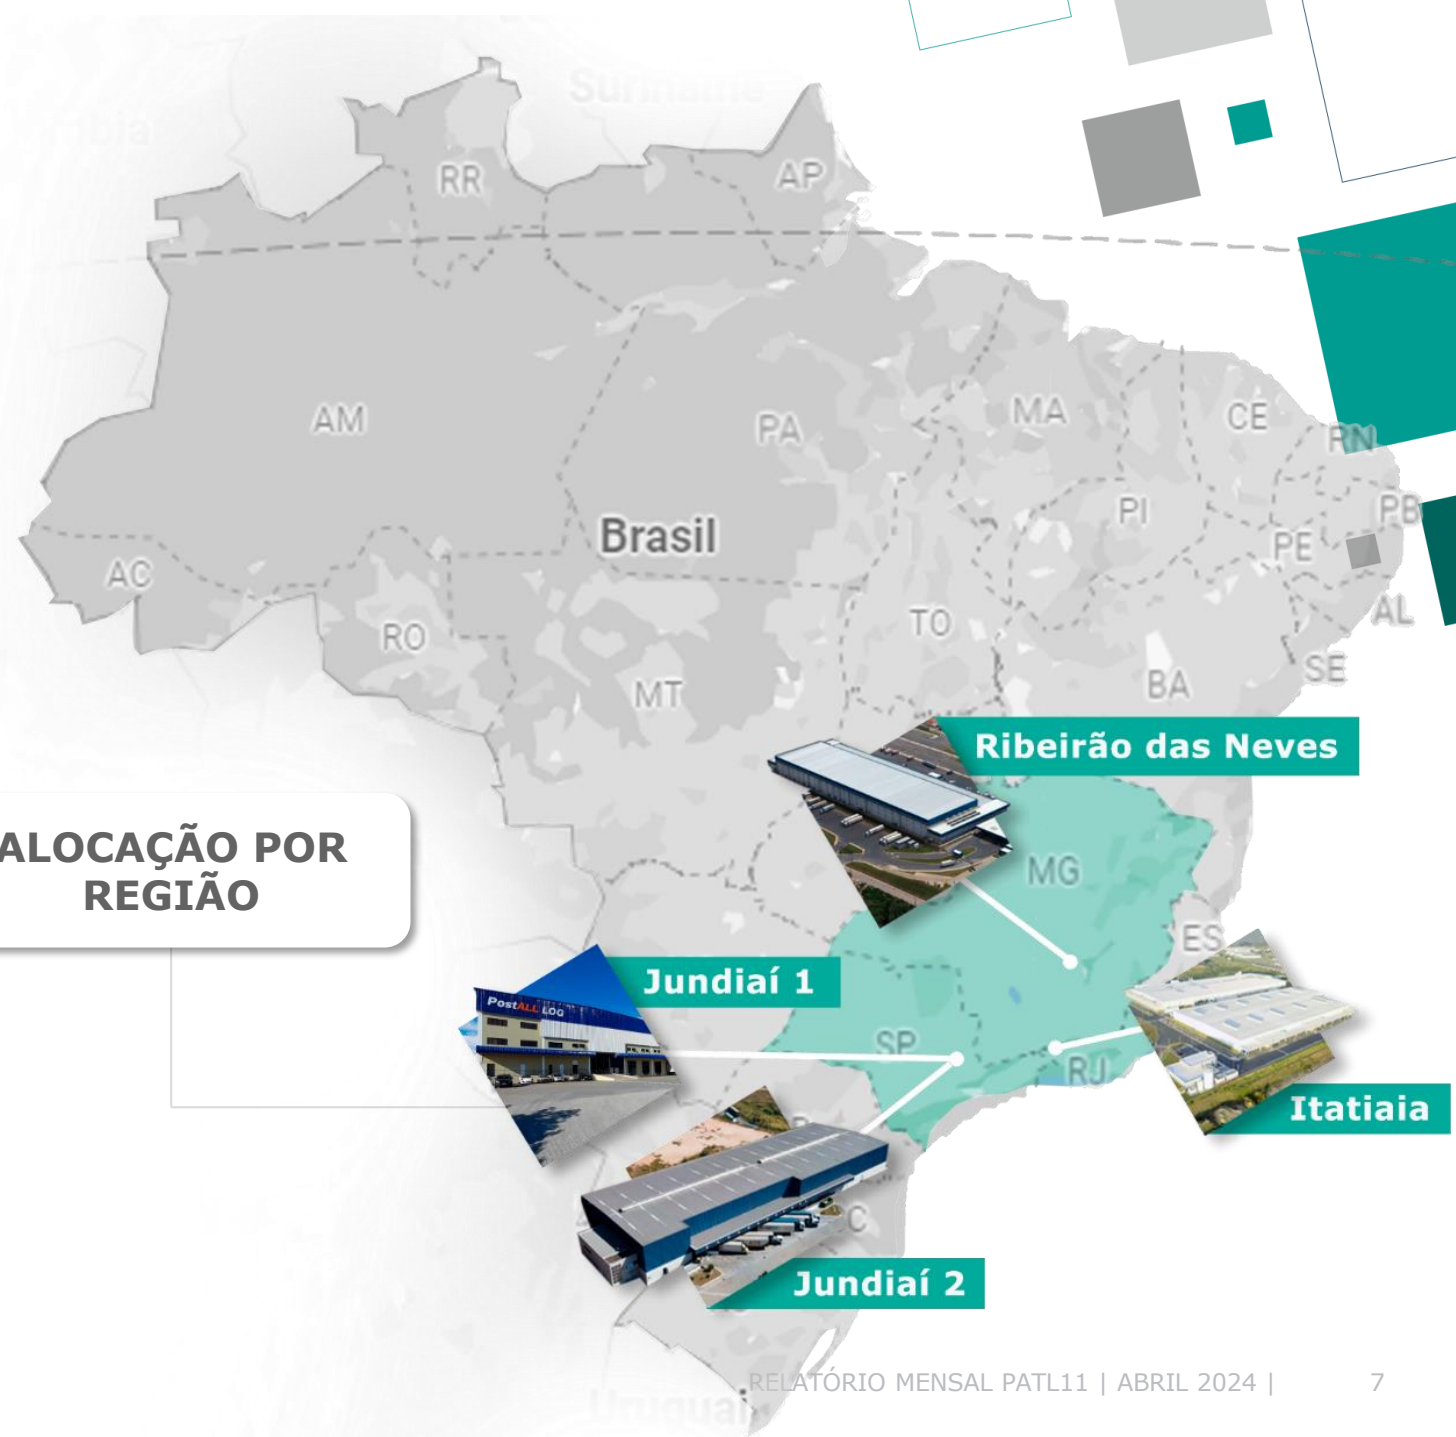 Suriname
RR
AP
AM
PA
MA
CE
RN
PI
PB
Brasil
PE
AC
TO
AL
RO
SE
MT
BA
Ribeirão das Neves
ALOCAÇÃO POR
REGIÃO
MG
ES
Jundiaí 1
PostALL LOG
SP
RJ
Itatiaia
C
Jundiaí 2
RELATÓRIO MENSAL PATL11 | ABRIL 2024 | 7
Uruguai